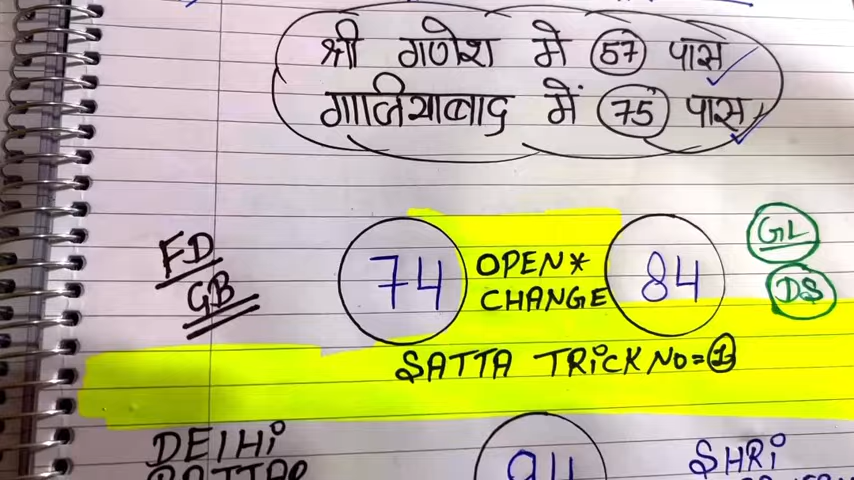 श्री गणेश मे 57 पास
गाजियाबाद में 75 पास
FD
GB
74 OPEN* CHANGE 84
GL
DS
SATTA TRiCK NO=1
DELHi
SHRi